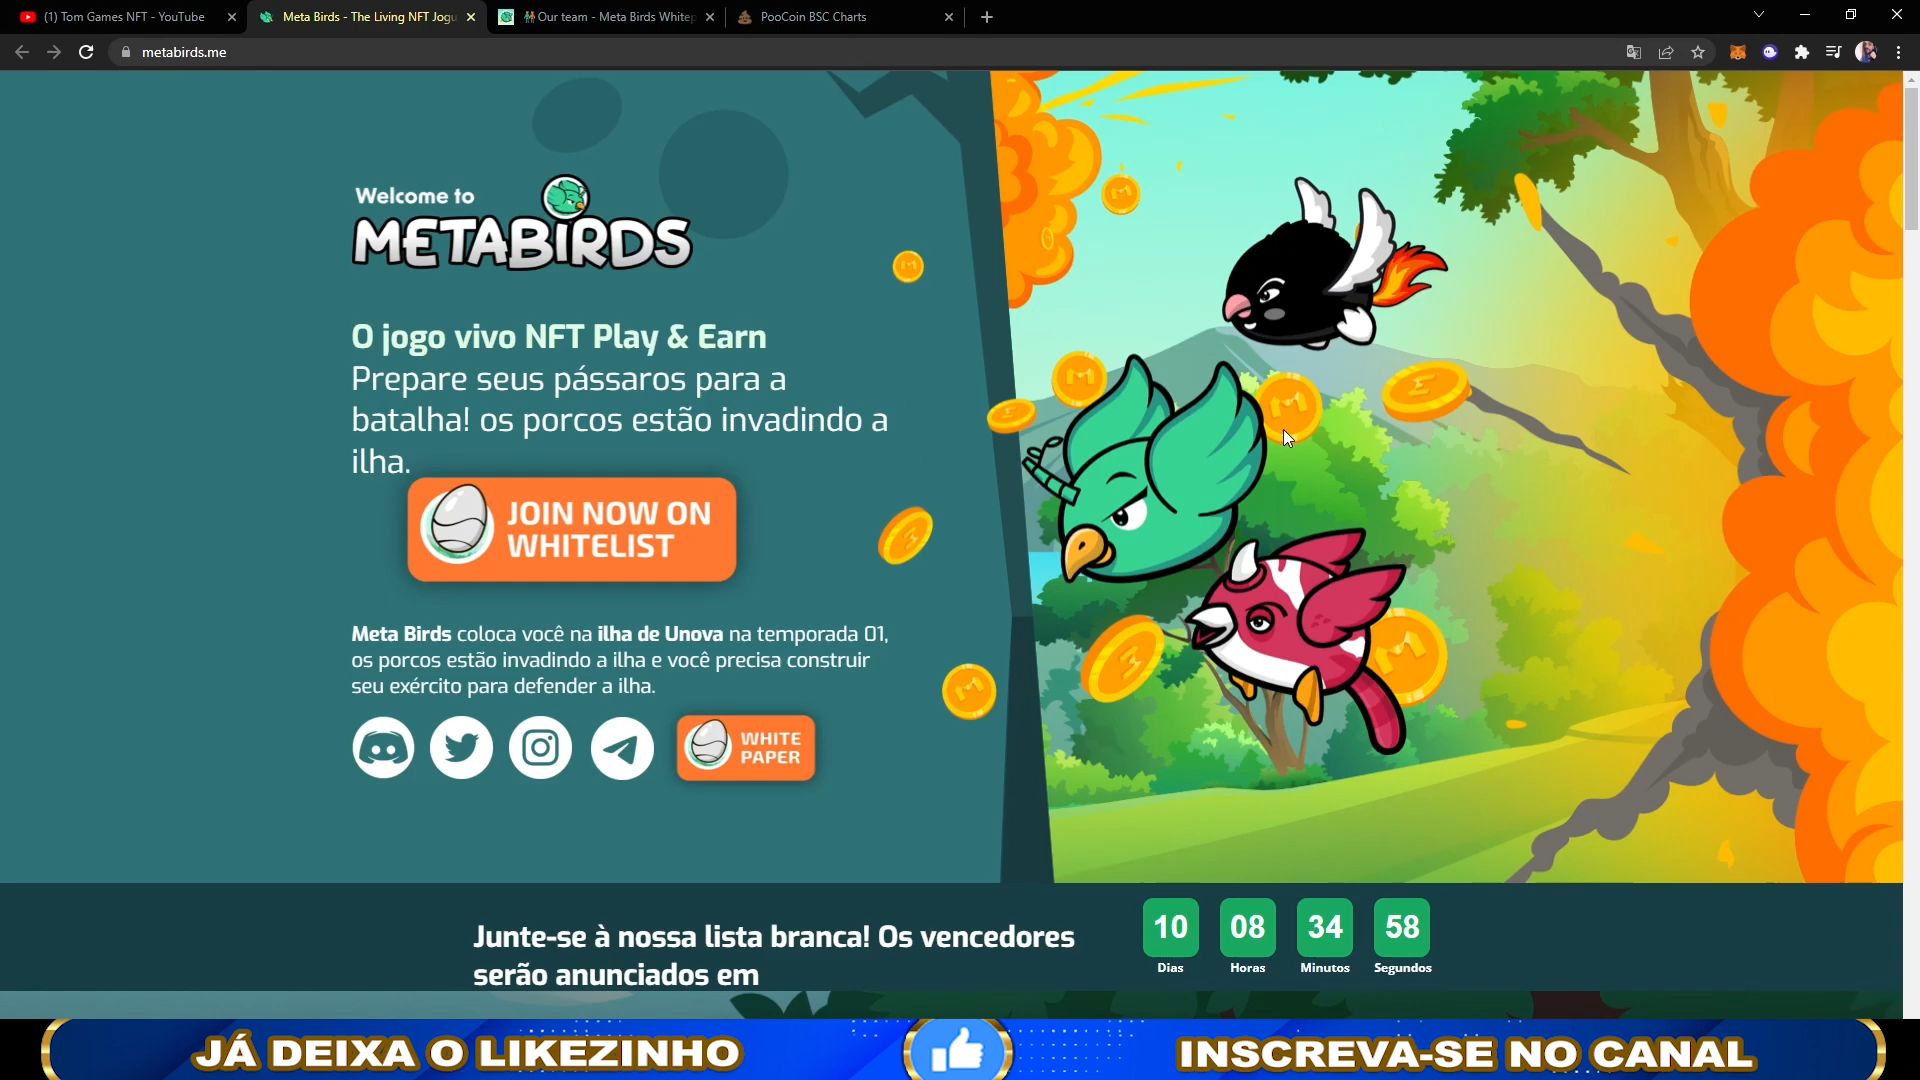 (1) Tom Games NFT - YouTube
Meta Birds - The Living NFT Jogu
Our team - Meta Birds Whitep
PooCoin BSC Charts
metabirds.me
Welcome to
METABIRDS
O jogo vivo NFT Play & Earn
Prepare seus pássaros para a
batalha! os porcos estão invadindo a
ilha.
JOIN NOW ON
WHITELIST
Meta Birds coloca você na ilha de Unova na temporada 01,
os porcos estão invadindo a ilha e você precisa construir
seu exército para defender a ilha.
WHITE
PAPER
Junte-se à nossa lista branca! Os vencedores
serão anunciados em
10 08 34 58
Dias Horas Minutos Segundos
JÁ DEIXA O LIKEZINHO
INSCREVA-SE NO CANAL